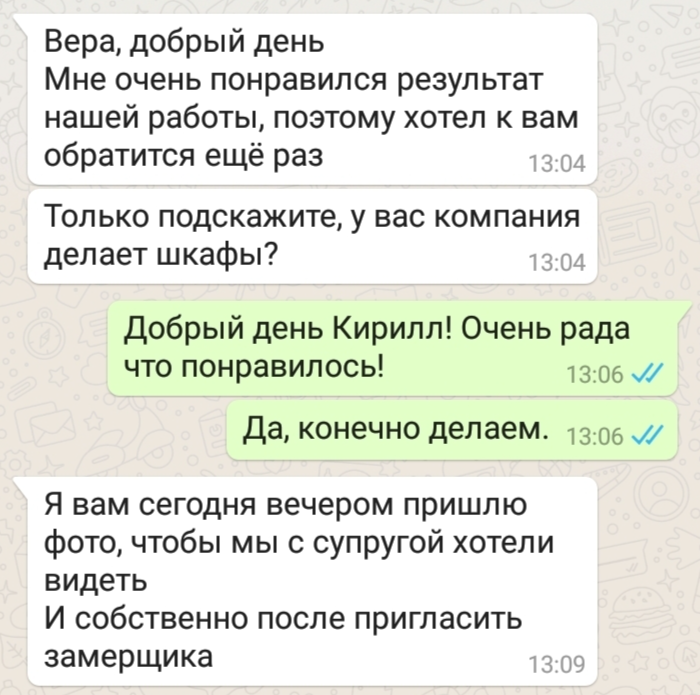 Вера, добрый день
Мне очень понравился результат
нашей работы, поэтому хотел к вам
обратится ещё раз
13:04
Только подскажите, у вас компания
делает шкафы?
13:04
Добрый день Кирилл! Очень рада
что понравилось!
13:06
Да, конечно делаем.
13:06
Я вам сегодня вечером пришлю
фото, чтобы мы с супругой хотели
видеть
И собственно после пригласить
замерщика
13:09